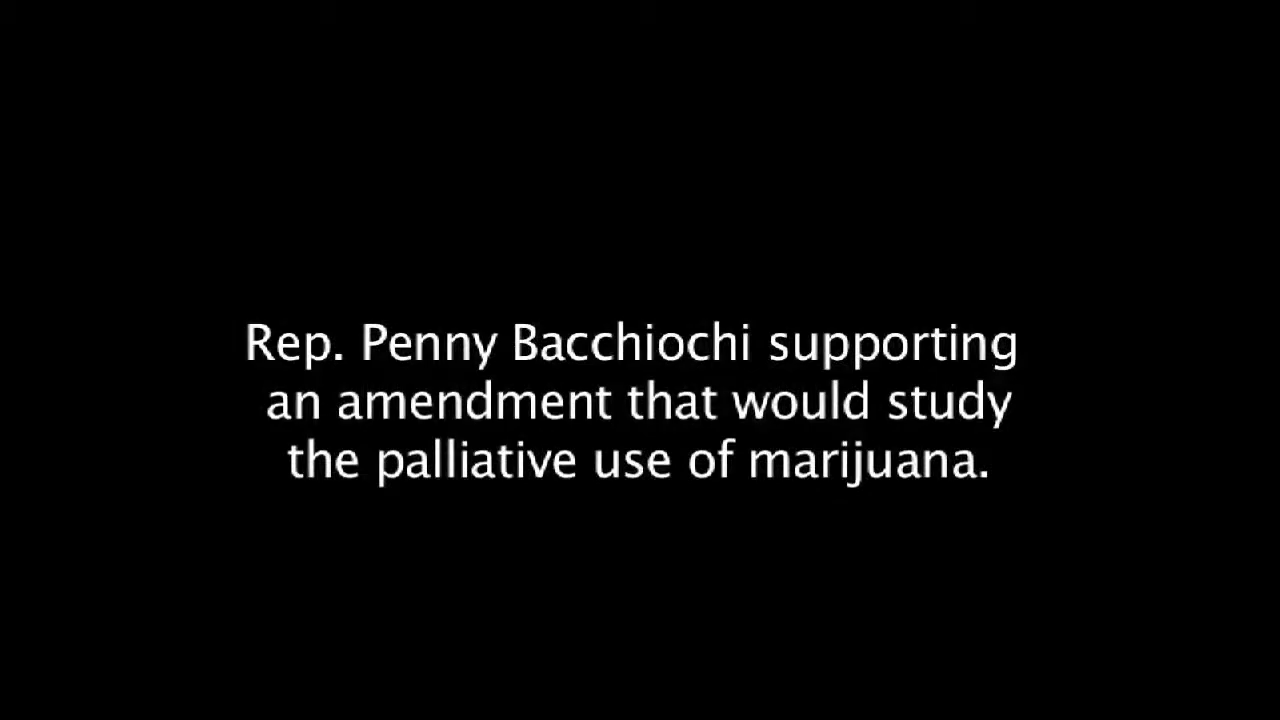 Rep. Penny Bacchiochi supporting
an amendment that would study
the palliative use of marijuana.